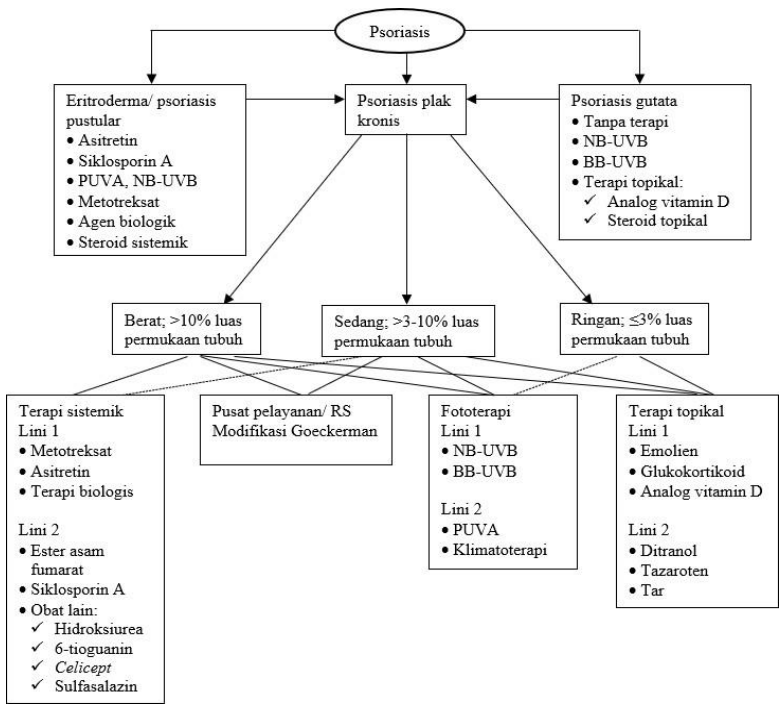 Psoriasis
Eritroderma/ psoriasis
pustular
• Asitretin
• Siklosporin A
• PUVA, NB-UVB
• Metotreksat
• Agen biologik
• Steroid sistemik
Psoriasis plak
kronis
Psoriasis gutata
• Tanpa terapi
• NB-UVB
• BB-UVB
• Terapi topikal:
✓ Analog vitamin D
✓ Steroid topikal
Berat; >10% luas
permukaan tubuh
Sedang; >3-10% luas
permukaan tubuh
Ringan; ≤3% luas
permukaan tubuh
Terapi sistemik
Lini 1
• Metotreksat
• Asitretin
• Terapi biologis
Lini 2
• Ester asam
fumarat
• Siklosporin A
• Obat lain:
✓ Hidroksiurea
✓ 6-tioguanin
✓ Celicept
✓ Sulfasalazin
Pusat pelayanan/ RS
Modifikasi Goeckerman
Fototerapi
Lini 1
• NB-UVB
• BB-UVB
Lini 2
• PUVA
• Klimatoterapi
Terapi topikal
Lini 1
• Emolien
• Glukokortikoid
• Analog vitamin D
Lini 2
• Ditranol
• Tazaroten
• Tar